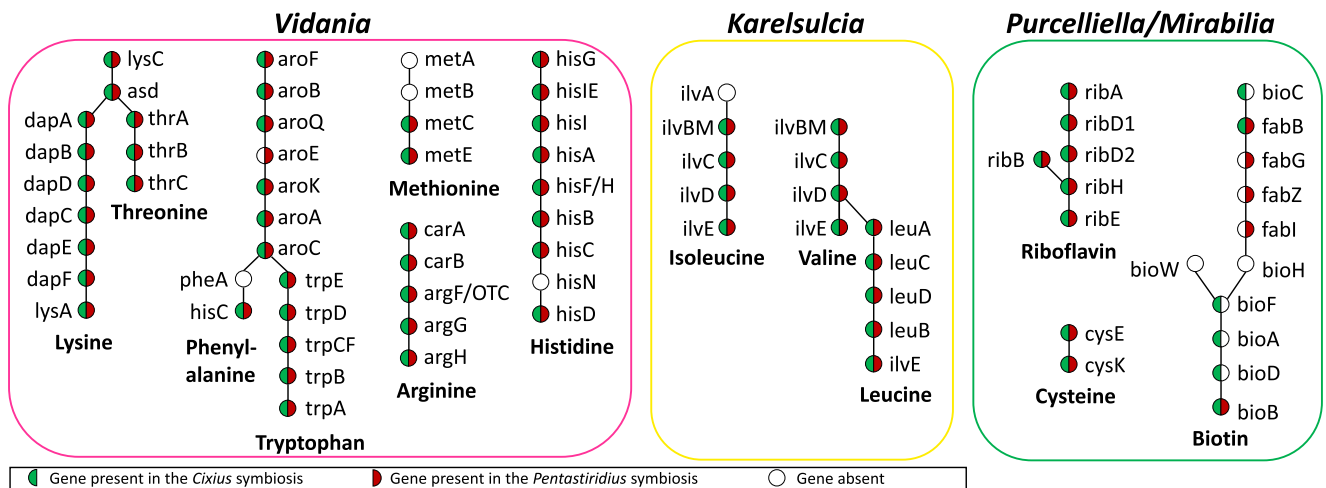 Vidania
Karelsulcia
Purcelliella/Mirabilia
lysC
asd
dapA
thrA
dapB
thrB
dapD
thrC
Threonine
dapC
dapE
dapF
lysA
Lysine
aroF
aroB
aroQ
aroE
aroK
aroA
aroC
pheA
hisC
Phenyl-
alanine
trpE
trpD
trpCF
trpB
trpA
Tryptophan
metA
metB
metC
metE
Methionine
carA
carB
argF/OTC
argG
argH
Arginine
hisG
hisIE
hisI
hisA
hisF/H
hisB
hisC
hisN
hisD
Histidine
ilvA
ilvBM
ilvC
ilvD
ilvE
Isoleucine
ilvBM
ilvC
ilvD
ilvE
Valine
leuA
leuC
leuD
leuB
ilvE
Leucine
ribA
ribD1
ribD2
ribB
ribH
ribE
Riboflavin
cysE
cysK
Cysteine
bioC
fabB
fabG
fabZ
fabI
bioW
bioH
bioF
bioA
bioD
bioB
Biotin
Gene present in the Cixius symbiosis
Gene present in the Pentastiridius symbiosis
Gene absent